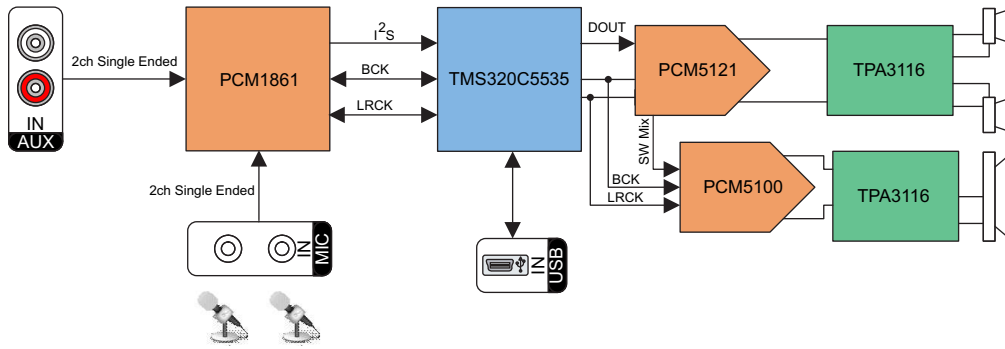 IN
AUX
2ch Single Ended
PCM1861
I²S
BCK
LRCK
TMS320C5535
DOUT
PCM5121
TPA3116
SW Mix
BCK
LRCK
PCM5100
TPA3116
2ch Single Ended
IN
MIC
IN
USB